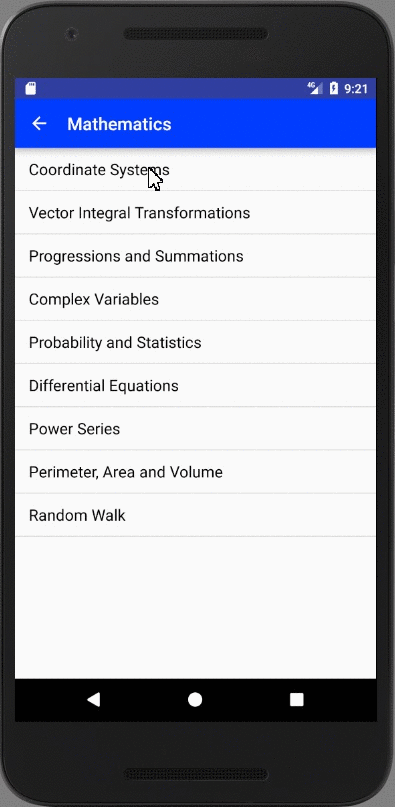 4G 9:21
Mathematics
Coordinate Systems
Vector Integral Transformations
Progressions and Summations
Complex Variables
Probability and Statistics
Differential Equations
Power Series
Perimeter, Area and Volume
Random Walk